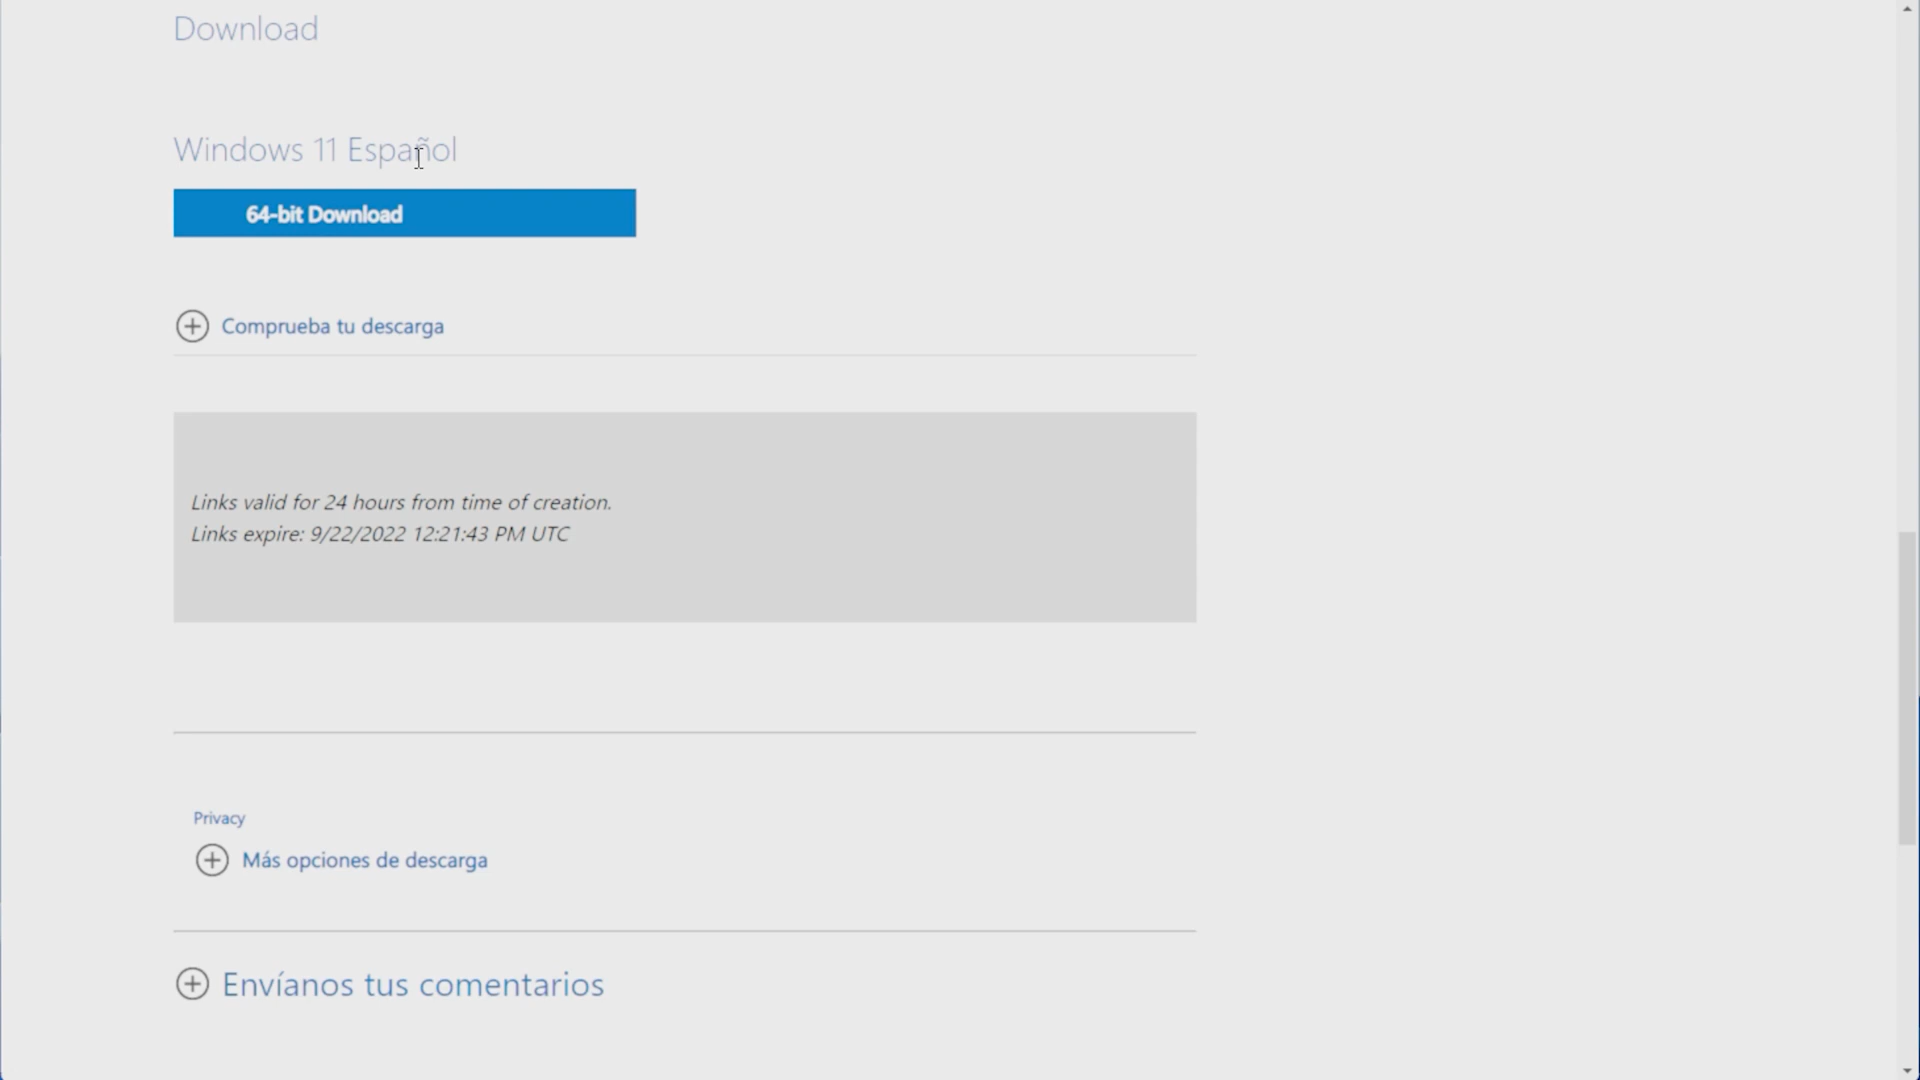 Download
Windows 11 Español
64-bit Download
Comprueba tu descarga
Links valid for 24 hours from time of creation.
Links expire: 9/22/2022 12:21:43 PM UTC
Privacy
Más opciones de descarga
Envíanos tus comentarios